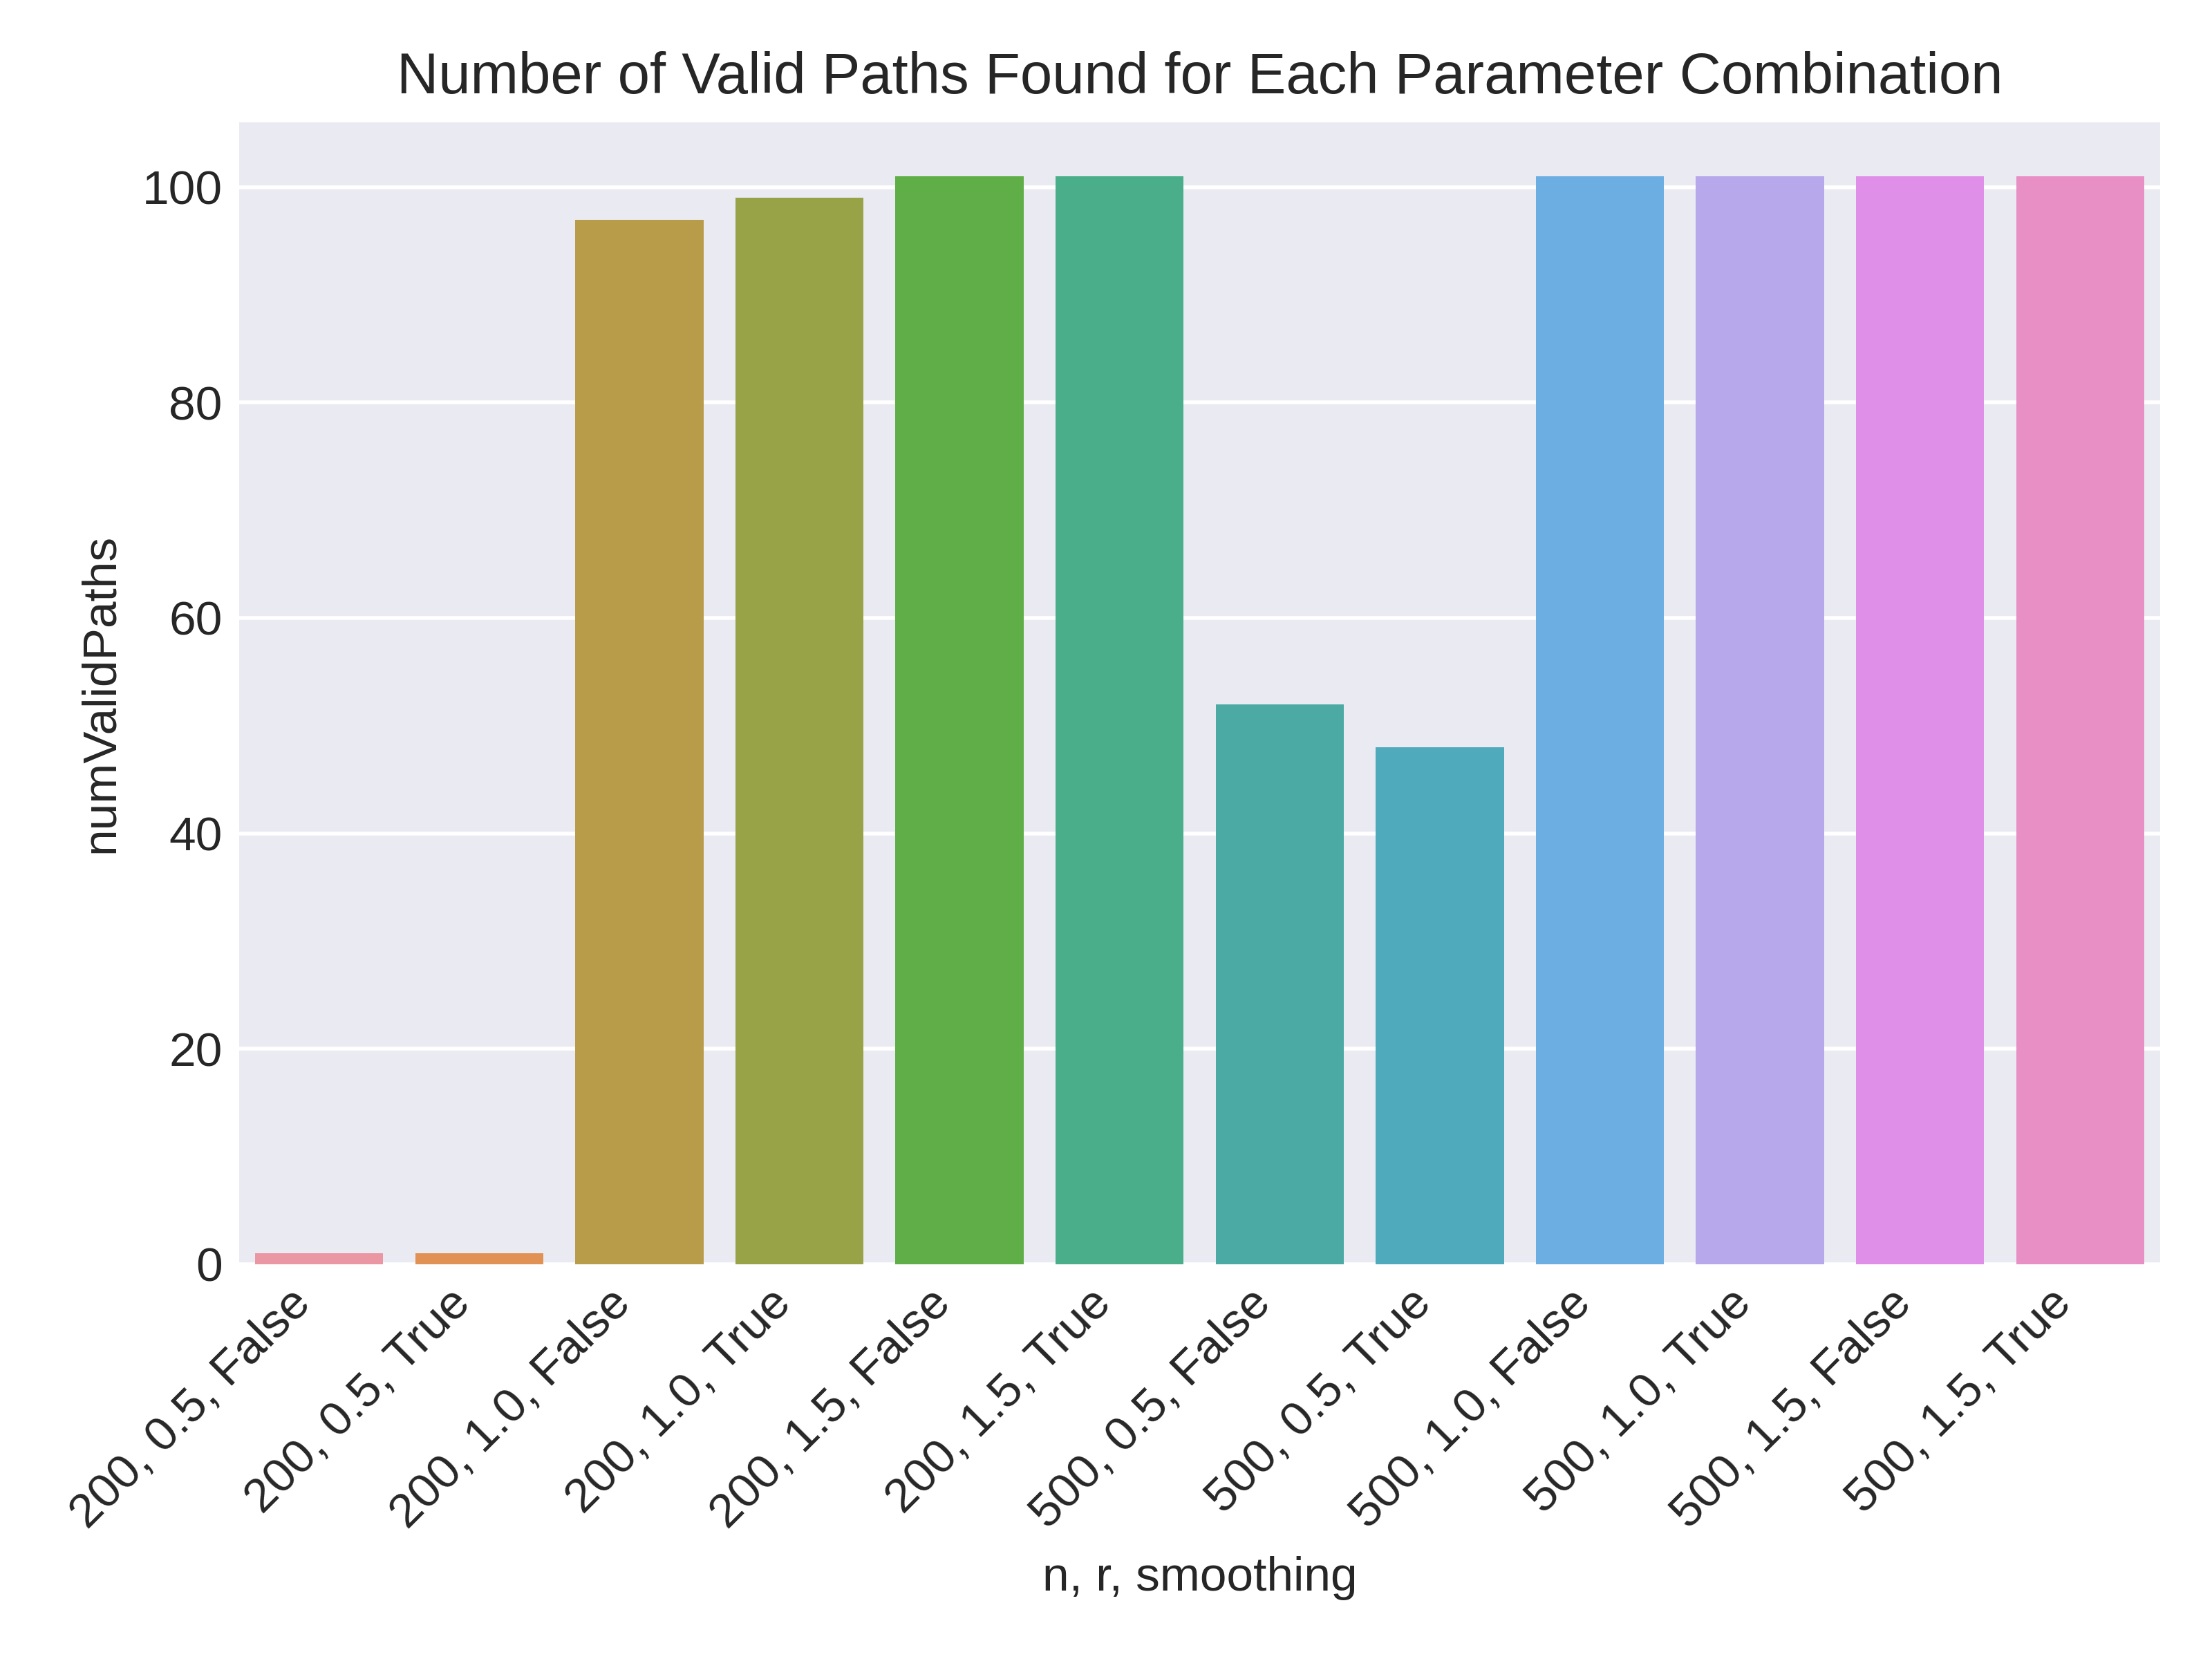 Number of Valid Paths Found for Each Parameter Combination
100
80
60
40
20
0
numValidPaths
200, 0.5, False
200, 0.5, True
200, 1.0, False
200, 1.0, True
200, 1.5, False
200, 1.5, True
500, 0.5, False
500, 0.5, True
500, 1.0, False
500, 1.0, True
500, 1.5, False
500, 1.5, True
n, r, smoothing